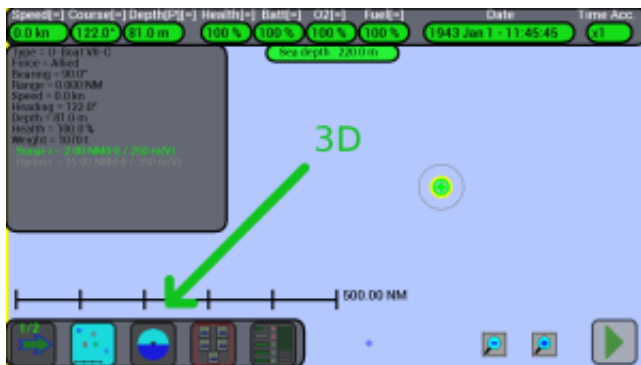 Speed[-] Course[-] Depth(P)[-] Health[-] Batt[-] O2[-] Fuel[-] Date Time Acc
0.0 kn 122.0° 81.0 m 100 % 100 % 100 % 100 % 1943 Jan 1 - 11:45:45 x1
Sea depth : 220.0 m
Type = U-Boat VII-C
Force = Allied
Bearing = 90.0°
Range = 0.000 NM
Speed = 0.0 kn
Heading = 122.0°
Depth = 81.0 m
Health = 100.0 %
Weight = 1070 t
Sonar r. = 2.00 NM
3D
500.00 NM
1/2